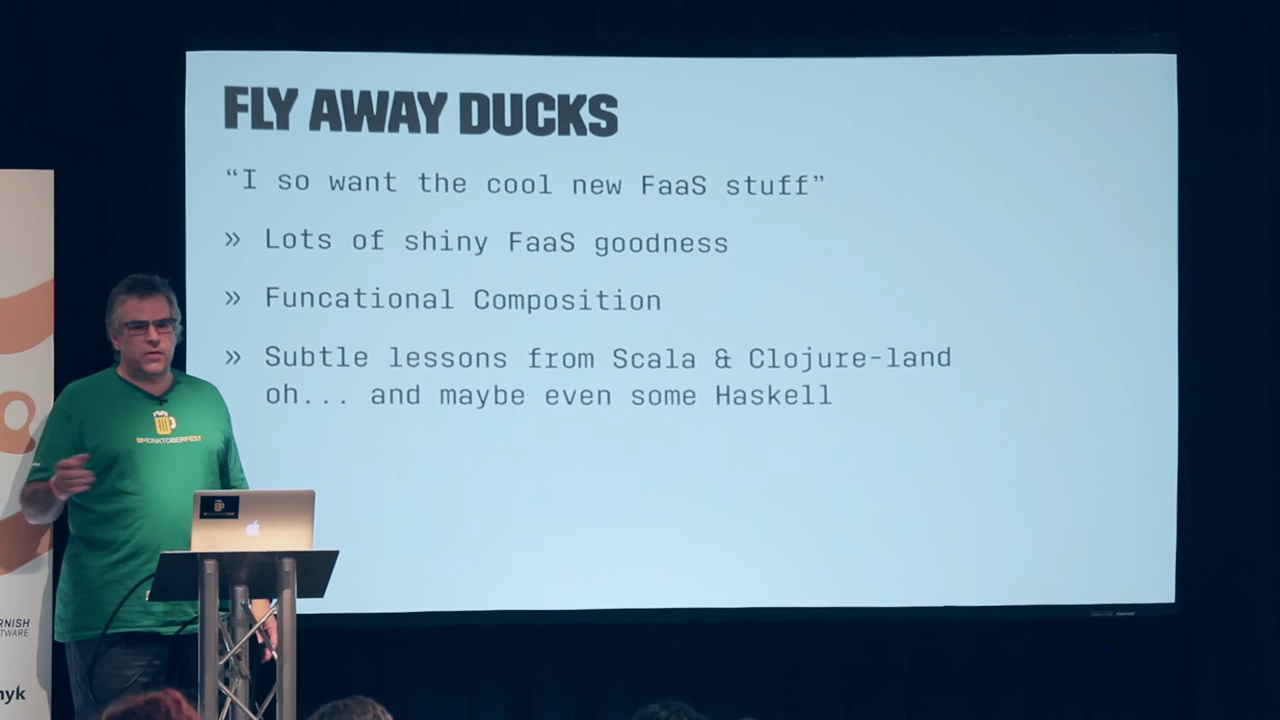 FLY AWAY DUCKS
“I so want the cool new FaaS stuff”
» Lots of shiny FaaS goodness
» Funcational Composition
» Subtle lessons from Scala & Clojure-land
oh... and maybe even some Haskell
#MONKTOBERFEST
RNISH
TWARE
nyk